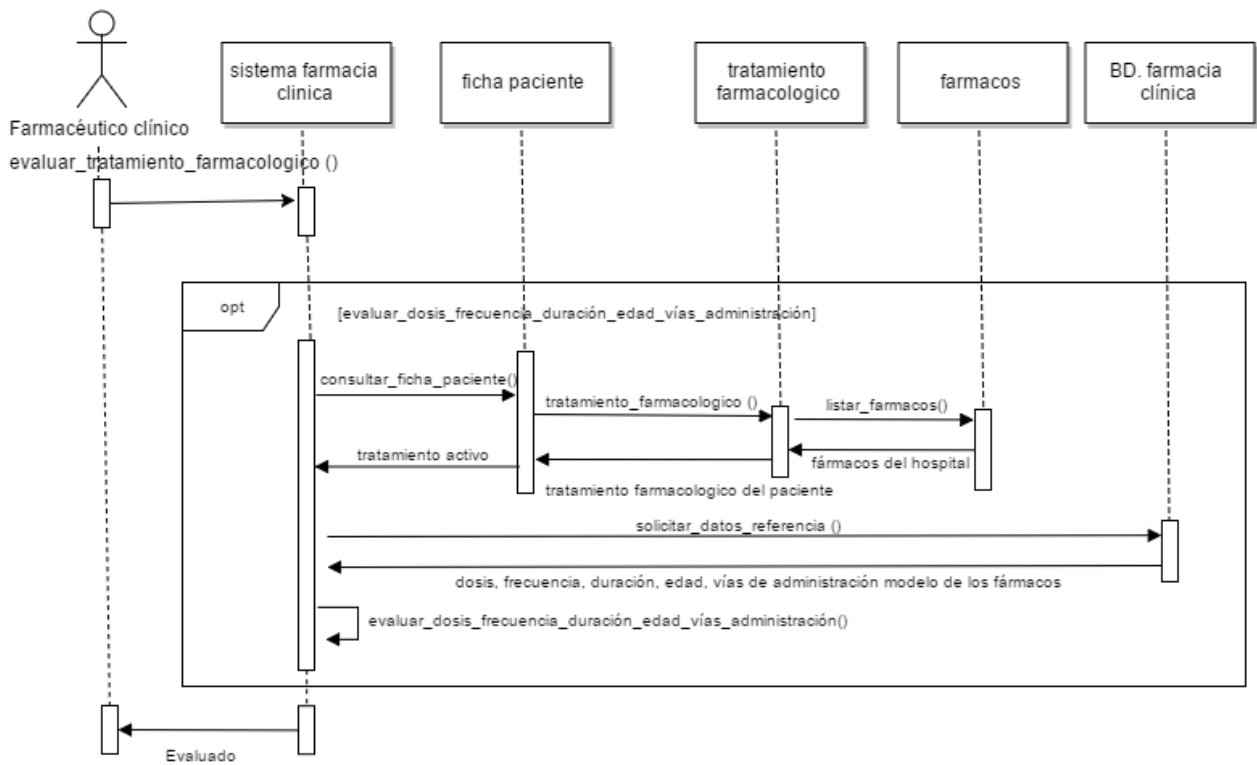 sistema farmacia
clinica
ficha paciente
tratamiento
farmacologico
farmacos
BD. farmacia
clínica
Farmacéutico clínico
evaluar_tratamiento_farmacologico ()
opt
[evaluar_dosis_frecuencia_duración_edad_vías_administración]
consultar_ficha_paciente()
tratamiento_farmacologico ()
listar_farmacos()
tratamiento activo
fármacos del hospital
tratamiento farmacologico del paciente
solicitar_datos_referencia ()
dosis, frecuencia, duración, edad, vías de administración modelo de los fármacos
evaluar_dosis_frecuencia_duración_edad_vías_administración()
Evaluado